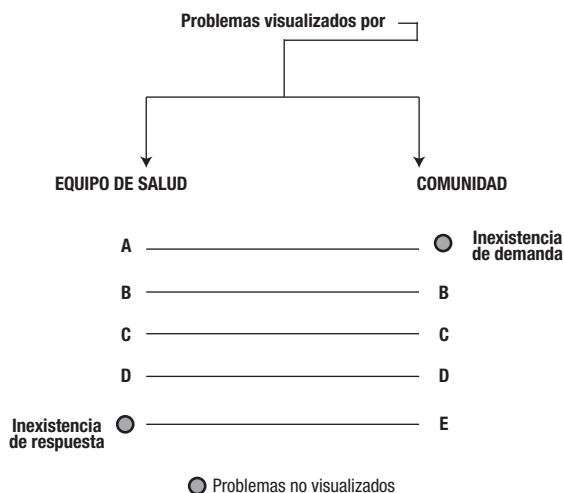 Problemas visualizados por
EQUIPO DE SALUD
COMUNIDAD
A
Inexistencia
de demanda
B
B
C
C
D
D
Inexistencia
de respuesta
E
Problemas no visualizados